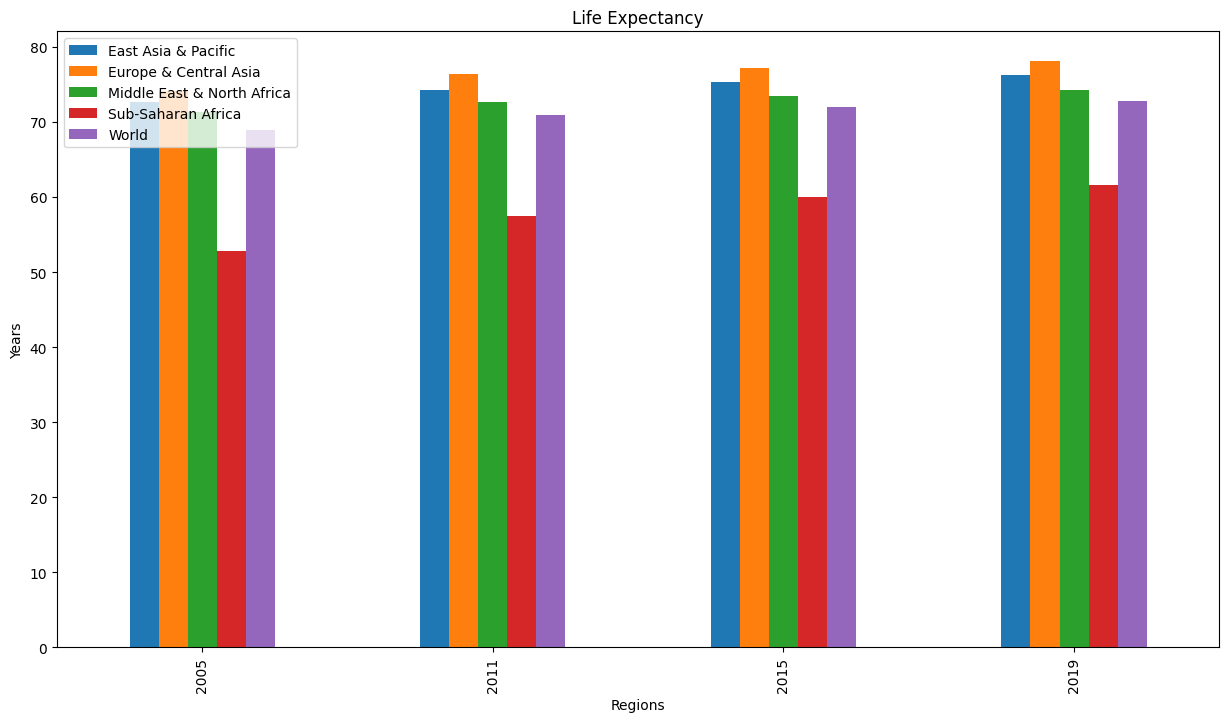 Life Expectancy
East Asia & Pacific
Europe & Central Asia
Middle East & North Africa
Sub-Saharan Africa
World
80
70
60
50
40
30
20
10
0
Years
2005
2011
2015
2019
Regions